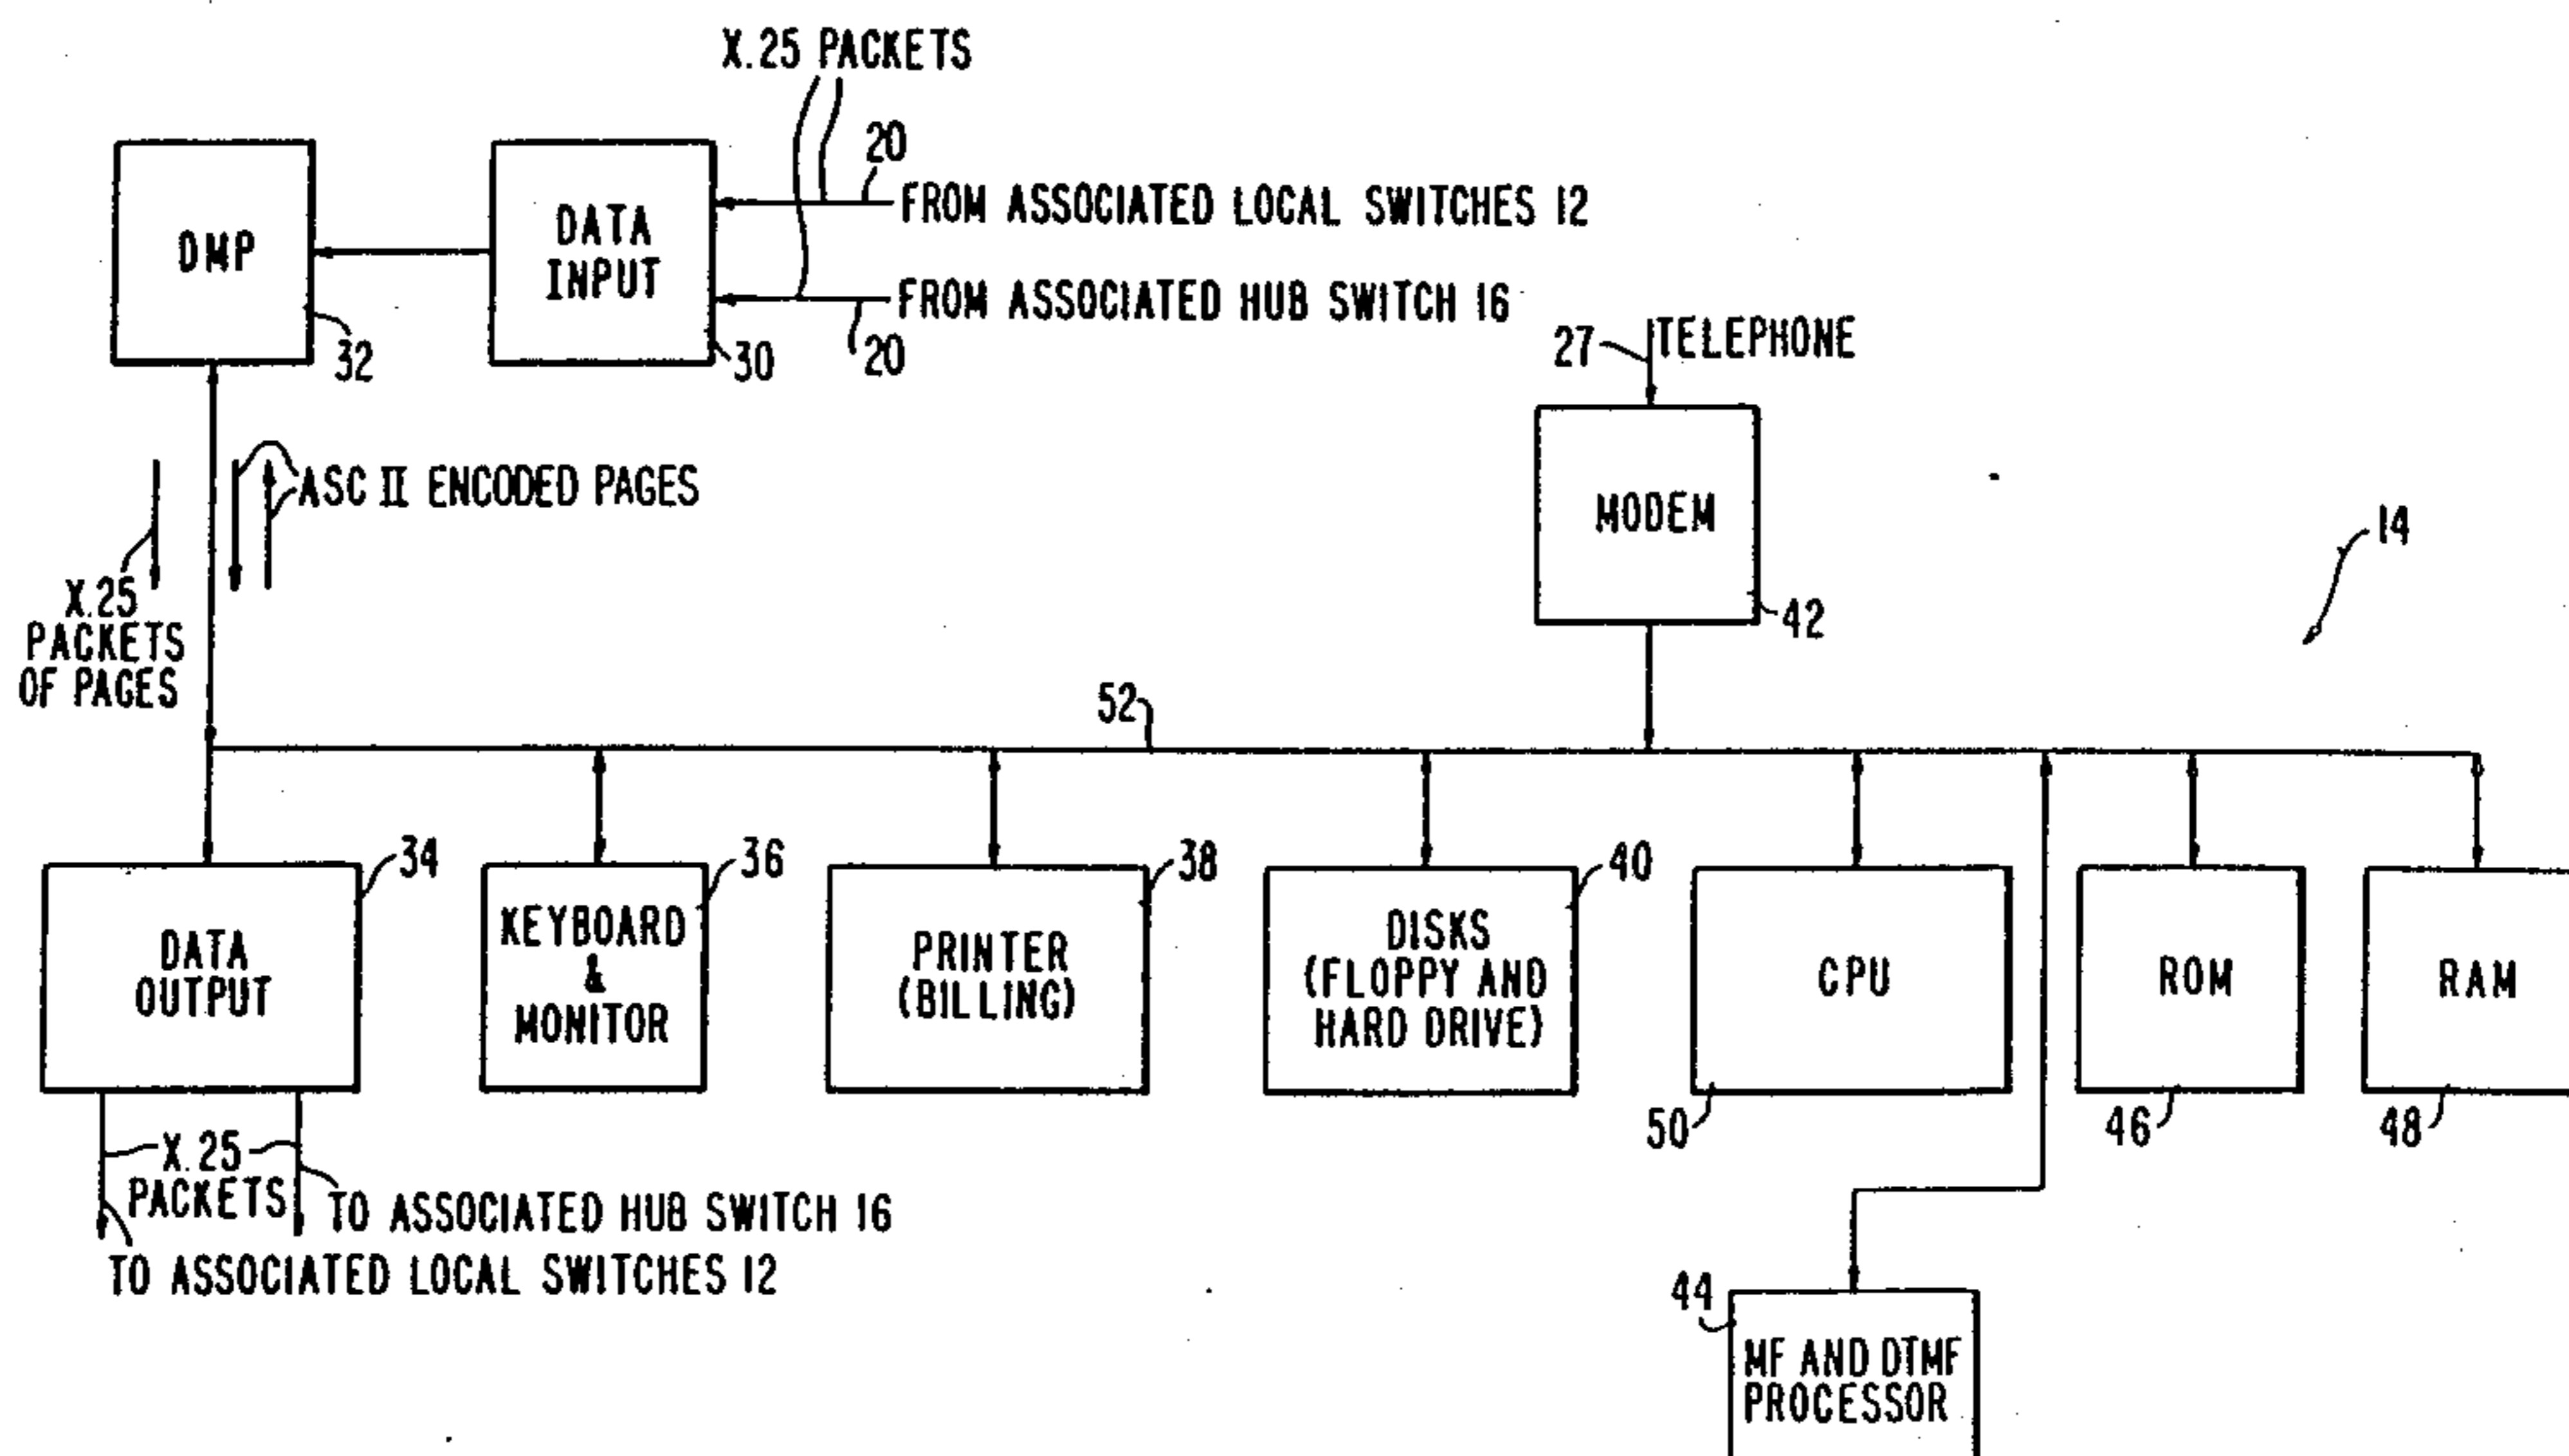 X.25 PACKETS
20
FROM ASSOCIATED LOCAL SWITCHES 12
DMP
DATA
INPUT
FROM ASSOCIATED HUB SWITCH 16
32
30
20
27
TELEPHONE
ASC II ENCODED PAGES
MODEM
14
X.25
PACKETS
OF PAGES
42
52
34
36
38
40
DATA
OUTPUT
KEYBOARD
&
MONITOR
PRINTER
(BILLING)
DISKS
(FLOPPY AND
HARD DRIVE)
CPU
ROM
RAM
50
46
48
X.25
PACKETS
TO ASSOCIATED HUB SWITCH 16
TO ASSOCIATED LOCAL SWITCHES 12
44
MF AND DTMF
PROCESSOR